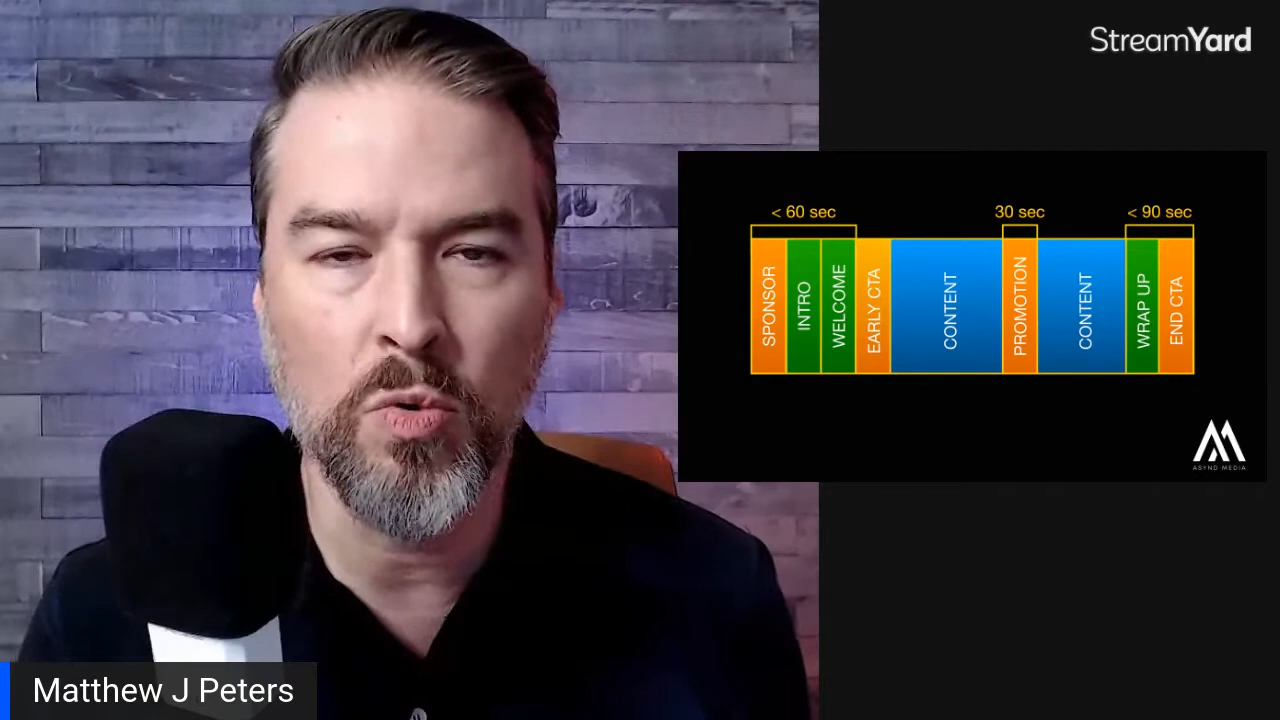 StreamYard
< 60 sec
30 sec
< 90 sec
SPONSOR
INTRO
WELCOME
EARLY CTA
CONTENT
PROMOTION
CONTENT
WRAP UP
END CTA
ASYND MEDIA
Matthew J Peters